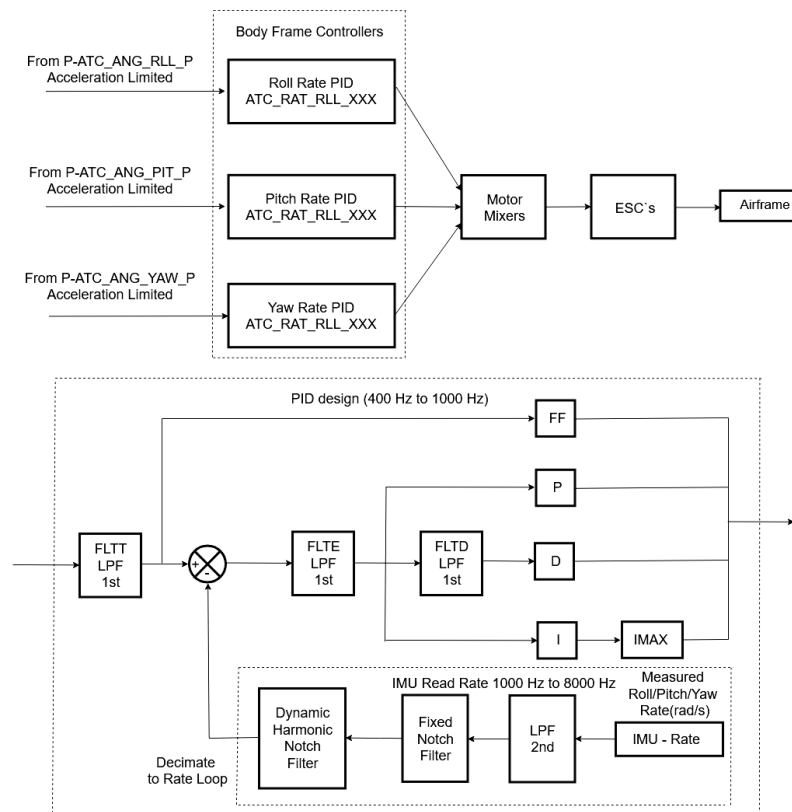 Body Frame Controllers
From P-ATC_ANG_RLL_P
Acceleration Limited
Roll Rate PID
ATC_RAT_RLL_XXX
From P-ATC_ANG_PIT_P
Acceleration Limited
Pitch Rate PID
ATC_RAT_RLL_XXX
Motor
Mixers
ESC`s
Airframe
From P-ATC_ANG_YAW_P
Acceleration Limited
Yaw Rate PID
ATC_RAT_RLL_XXX
PID design (400 Hz to 1000 Hz)
FF
P
FLTT
LPF
1st
+
-
FLTE
LPF
1st
FLTD
LPF
1st
D
I
IMAX
IMU Read Rate 1000 Hz to 8000 Hz
Measured
Roll/Pitch/Yaw
Rate(rad/s)
Dynamic
Harmonic
Notch
Filter
Fixed
Notch
Filter
LPF
2nd
IMU - Rate
Decimate
to Rate Loop